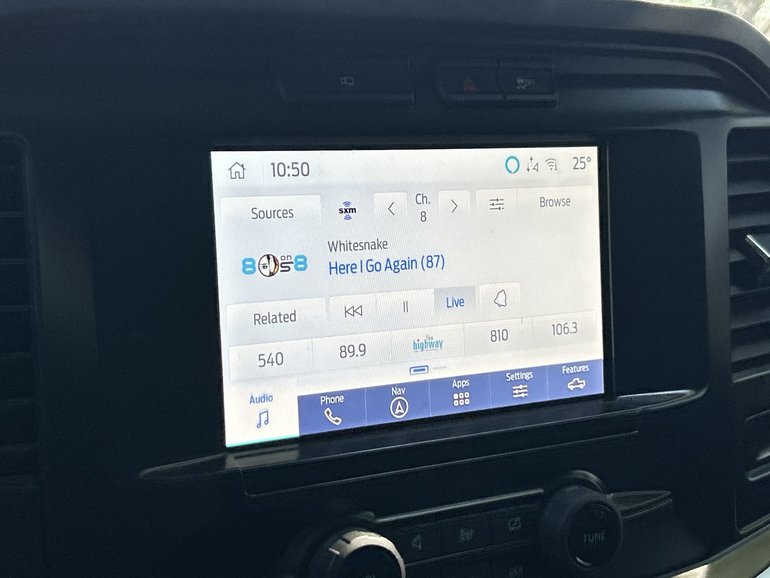 10:50 25°
Sources sxm Ch. 8 Browse
80s on 8
Whitesnake
Here I Go Again (87)
Related Live
540 89.9 the highway 810 106.3
Audio Phone Nav Apps Settings Features
TUNE